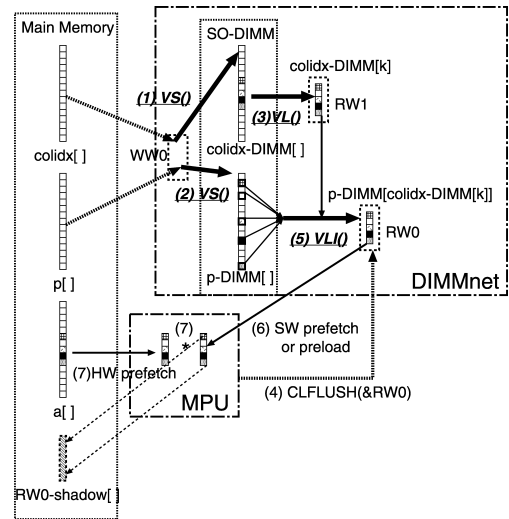 Main Memory
SO-DIMM
colidx-DIMM[k]
(1) VS()
(3)VL()
RW1
colidx[ ]
WW0
colidx-DIMM[ ]
(2) VS()
p-DIMM[colidx-DIMM[k]]
(5) VLI()
RW0
p[ ]
p-DIMM[ ]
DIMMnet
(7)
*
(6) SW prefetch
or preload
(7)HW prefetch
MPU
(4) CLFLUSH(&RW0)
a[ ]
RW0-shadow[ ]